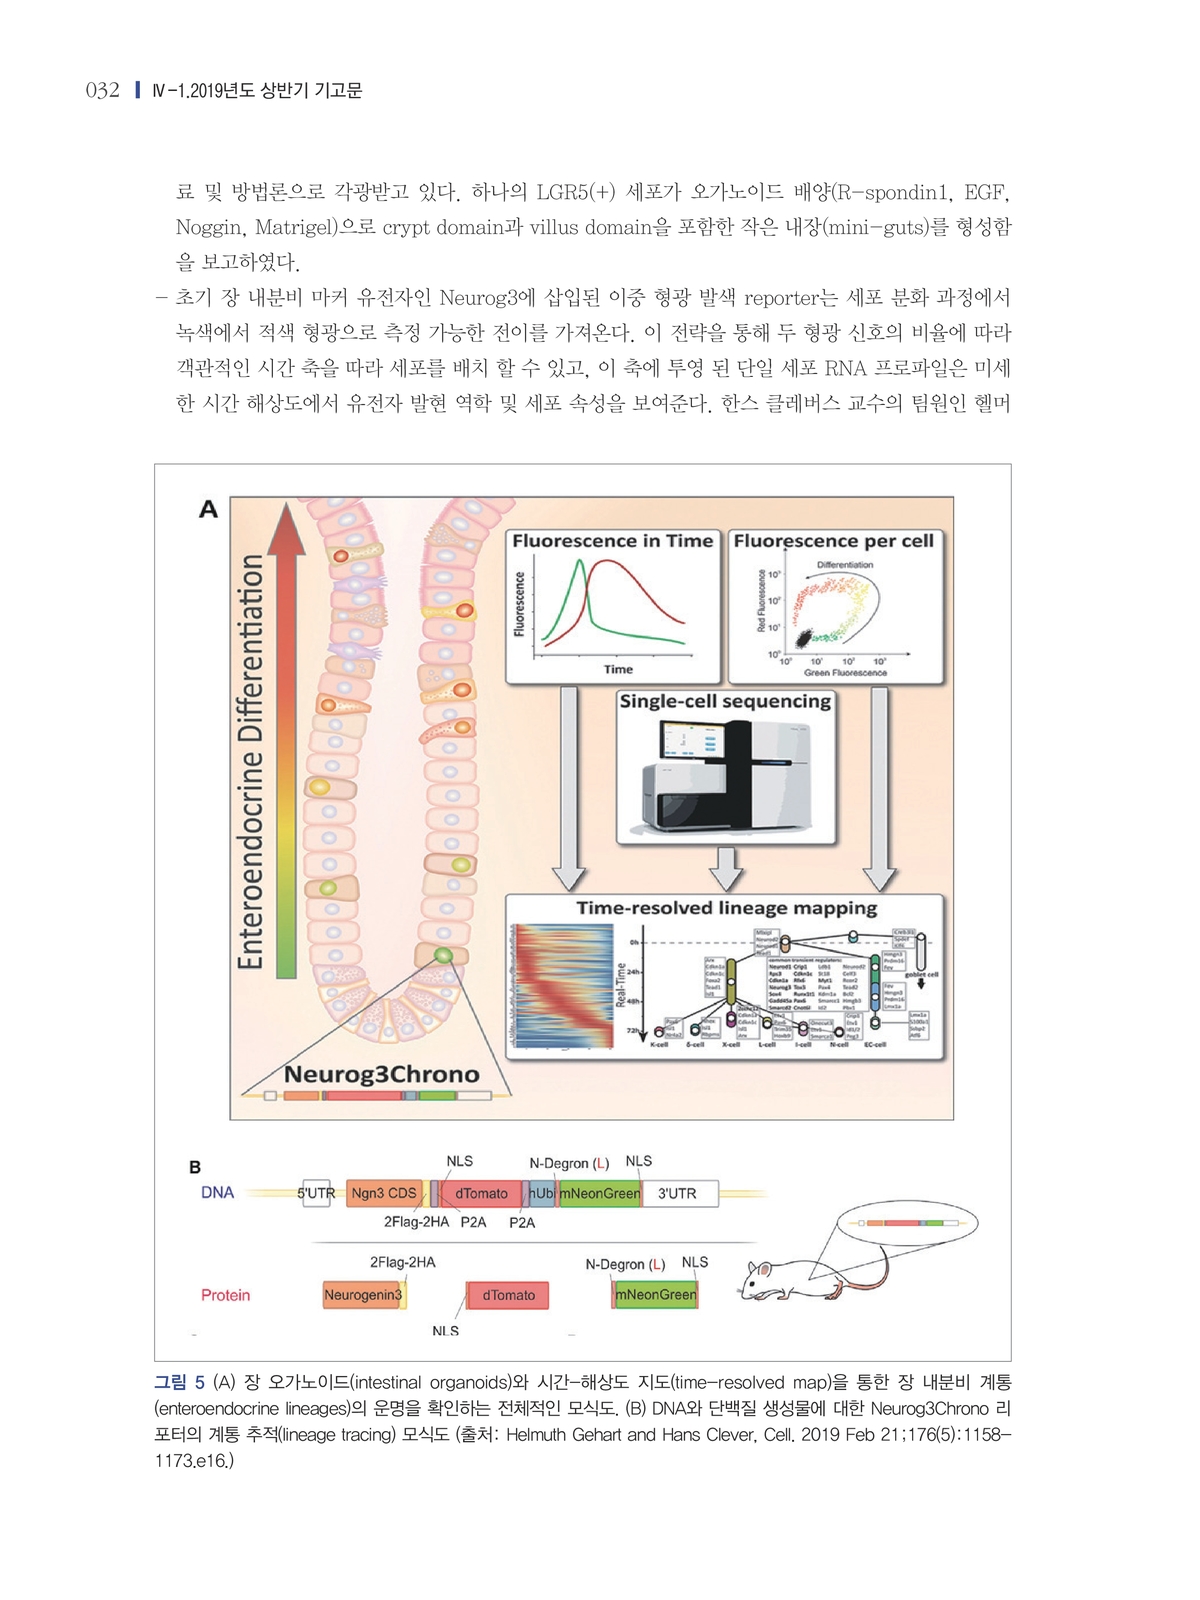 032 Ⅳ-1.2019년도 상반기 기고문
료 및 방법론으로 각광받고 있다. 하나의 LGR5(+) 세포가 오가노이드 배양(R-spondin1, EGF,
Noggin, Matrigel)으로 crypt domain과 villus domain을 포함한 작은 내장(mini-guts)를 형성함
을 보고하였다.
- 초기 장 내분비 마커 유전자인 Neurog3에 삽입된 이중 형광 발색 reporter는 세포 분화 과정에서
녹색에서 적색 형광으로 측정 가능한 전이를 가져온다. 이 전략을 통해 두 형광 신호의 비율에 따라
객관적인 시간 축을 따라 세포를 배치 할 수 있고, 이 축에 투영 된 단일 세포 RNA 프로파일은 미세
한 시간 해상도에서 유전자 발현 역학 및 세포 속성을 보여준다. 한스 클레버스 교수의 팀원인 헬머
A
Enteroendocrine Differentiation
Fluorescence in Time
Fluorescence
Time
Fluorescence per cell
Differentiation
Red Fluorescence
Green Fluorescence
Single-cell sequencing
Time-resolved lineage mapping
Real-Time
0h
24h
48h
72h
goblet cell
K-cell δ-cell X-cell L-cell I-cell N-cell EC-cell
Neurog3Chrono
B
NLS N-Degron (L) NLS
DNA 5'UTR Ngn3 CDS dTomato hUbi mNeonGreen 3'UTR
2Flag-2HA P2A P2A
2Flag-2HA N-Degron (L) NLS
Protein Neurogenin3 dTomato mNeonGreen
NLS
그림 5 (A) 장 오가노이드(intestinal organoids)와 시간-해상도 지도(time-resolved map)을 통한 장 내분비 계통
(enteroendocrine lineages)의 운명을 확인하는 전체적인 모식도. (B) DNA와 단백질 생성물에 대한 Neurog3Chrono 리
포터의 계통 추적(lineage tracing) 모식도 (출처: Helmuth Gehart and Hans Clever, Cell. 2019 Feb 21;176(5):1158-
1173.e16.)